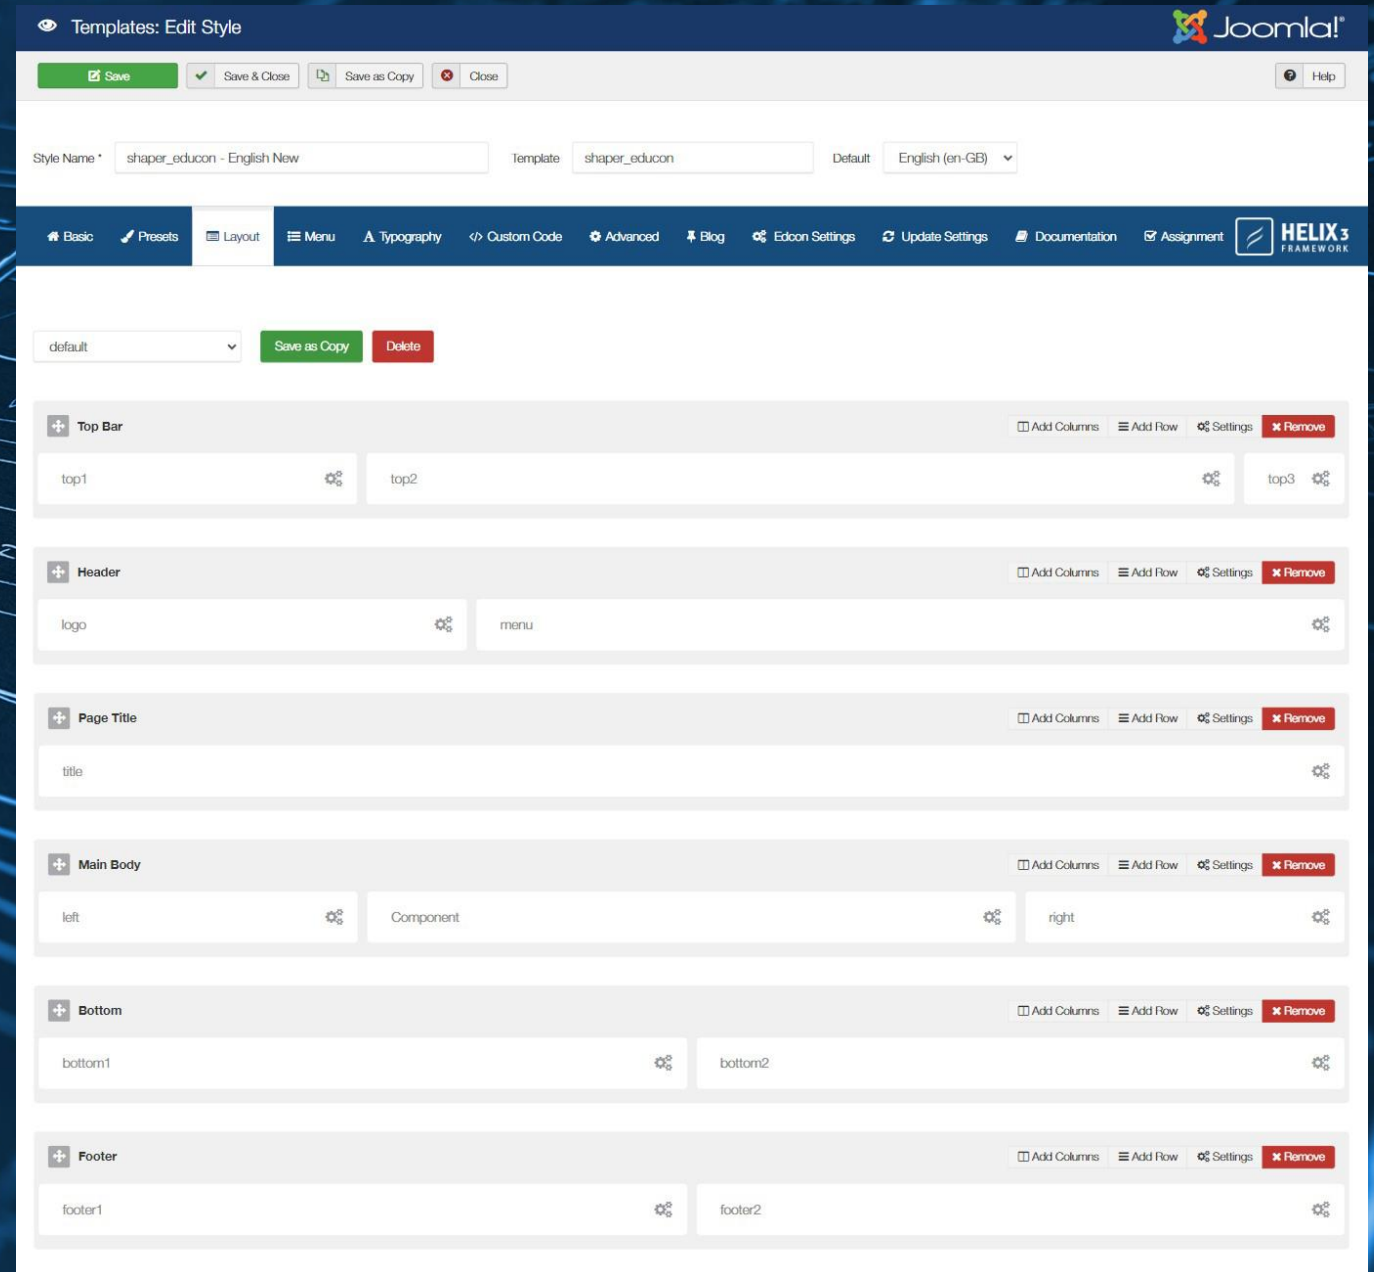 Templates: Edit Style
Joomla!®
Save Save & Close Save as Copy Close Help
Style Name * shaper_educon - English New Template shaper_educon Default English (en-GB)
Basic Presets Layout Menu Typography Custom Code Advanced Blog Edcon Settings Update Settings Documentation Assignment HELIX3
FRAMEWORK
default Save as Copy Delete
Top Bar Add Columns Add Row Settings Remove
top1 top2 top3
Header Add Columns Add Row Settings Remove
logo menu
Page Title Add Columns Add Row Settings Remove
title
Main Body Add Columns Add Row Settings Remove
left Component right
Bottom Add Columns Add Row Settings Remove
bottom1 bottom2
Footer Add Columns Add Row Settings Remove
footer1 footer2